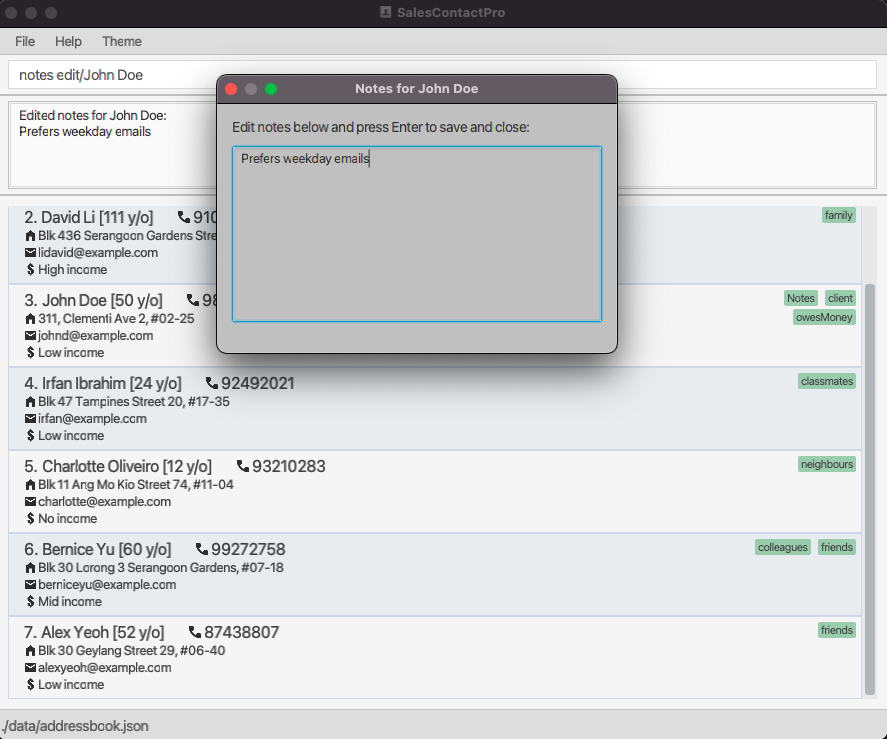 SalesContactPro
File Help Theme
notes edit/John Doe
Edited notes for John Doe:
Prefers weekday emails
Notes for John Doe
Edit notes below and press Enter to save and close:
Prefers weekday emails
2. David Li [111 y/o] 910
family
Blk 436 Serangoon Gardens Stre
lidavid@example.com
$ High income
3. John Doe [50 y/o] 98
Notes client
owesMoney
311, Clementi Ave 2, #02-25
johnd@example.com
$ Low income
4. Irfan Ibrahim [24 y/o] 92492021
classmates
Blk 47 Tampines Street 20, #17-35
irfan@example.com
$ Low income
5. Charlotte Oliveiro [12 y/o] 93210283
neighbours
Blk 11 Ang Mo Kio Street 74, #11-04
charlotte@example.com
$ No income
6. Bernice Yu [60 y/o] 99272758
colleagues friends
Blk 30 Lorong 3 Serangoon Gardens, #07-18
berniceyu@example.com
$ Mid income
7. Alex Yeoh [52 y/o] 87438807
friends
Blk 30 Geylang Street 29, #06-40
alexyeoh@example.com
$ Low income
./data/addressbook.json